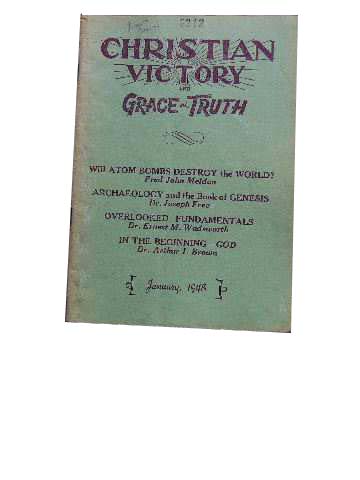 CHRISTIAN
VICTORY
AND
GRACE and TRUTH
Will ATOM BOMBS DESTROY the WORLD?
Fred John Meldau
ARCHAEOLOGY and the Book of GENESIS
Dr. Joseph Free
OVERLOOKED FUNDAMENTALS
Dr. Ernest M. Wadsworth
IN THE BEGINNING GOD
Dr. Arthur I. Brown
January, 1948